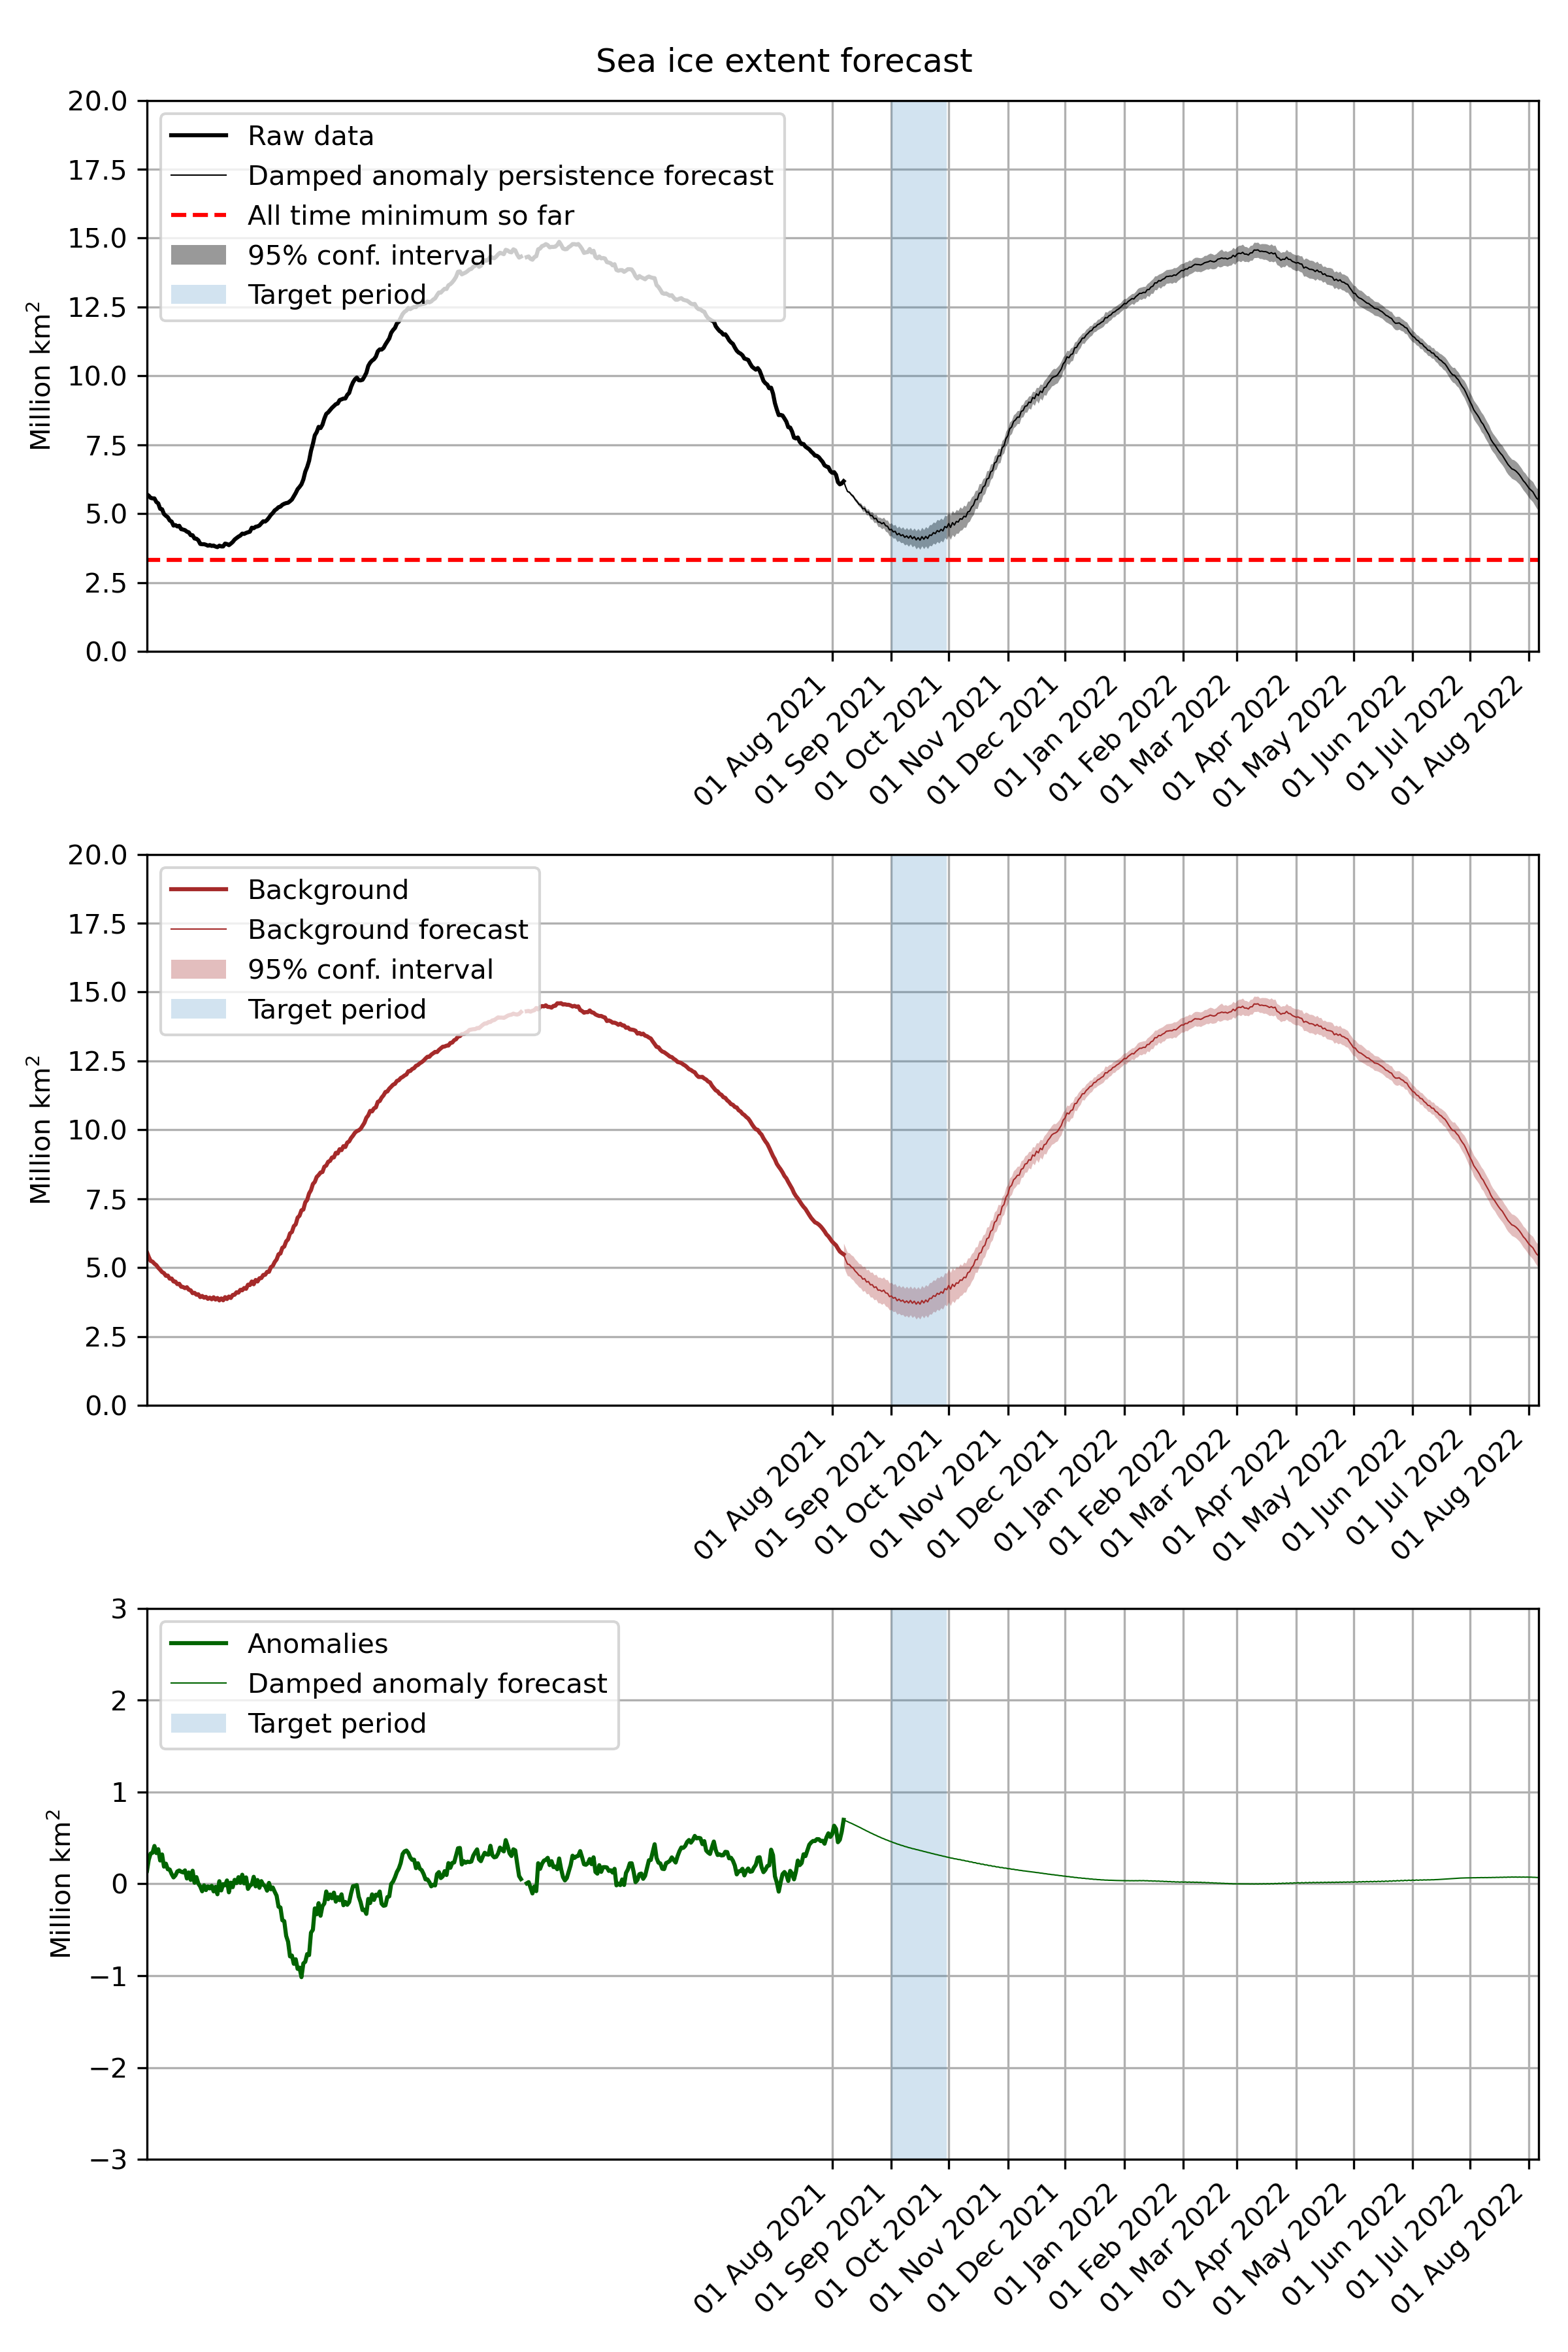 Sea ice extent forecast
20.0
17.5
15.0
12.5
10.0
7.5
5.0
2.5
0.0
Million km²
Raw data
Damped anomaly persistence forecast
All time minimum so far
95% conf. interval
Target period
01 Aug 2021
01 Sep 2021
01 Oct 2021
01 Nov 2021
01 Dec 2021
01 Jan 2022
01 Feb 2022
01 Mar 2022
01 Apr 2022
01 May 2022
01 Jun 2022
01 Jul 2022
01 Aug 2022
20.0
17.5
15.0
12.5
10.0
7.5
5.0
2.5
0.0
Million km²
Background
Background forecast
95% conf. interval
Target period
01 Aug 2021
01 Sep 2021
01 Oct 2021
01 Nov 2021
01 Dec 2021
01 Jan 2022
01 Feb 2022
01 Mar 2022
01 Apr 2022
01 May 2022
01 Jun 2022
01 Jul 2022
01 Aug 2022
3
2
1
0
−1
−2
−3
Million km²
Anomalies
Damped anomaly forecast
Target period
01 Aug 2021
01 Sep 2021
01 Oct 2021
01 Nov 2021
01 Dec 2021
01 Jan 2022
01 Feb 2022
01 Mar 2022
01 Apr 2022
01 May 2022
01 Jun 2022
01 Jul 2022
01 Aug 2022